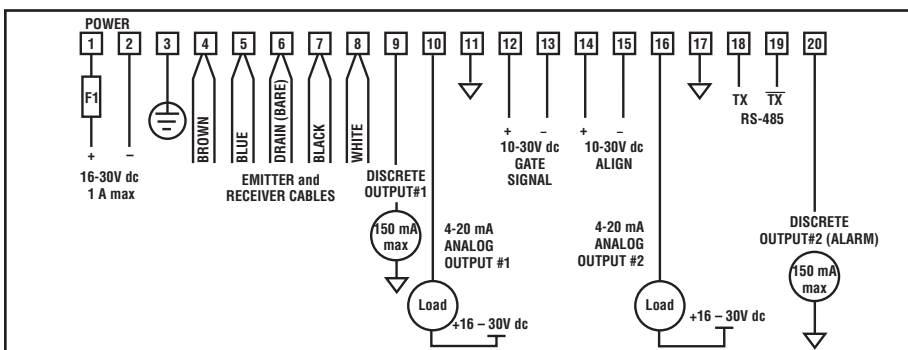 POWER
1 2 3 4 5 6 7 8 9 10 11 12 13 14 15 16 17 18 19 20
F1
+ –
16-30V dc
1 A max
BROWN
BLUE
DRAIN (BARE)
BLACK
WHITE
EMITTER and
RECEIVER CABLES
DISCRETE
OUTPUT#1
150 mA
max
4-20 mA
ANALOG
OUTPUT #1
Load
+16 – 30V dc
+ –
10-30V dc
GATE
SIGNAL
+ –
10-30V dc
ALIGN
4-20 mA
ANALOG
OUTPUT #2
Load
+16 – 30V dc
TX T̅X̅
RS-485
DISCRETE
OUTPUT#2 (ALARM)
150 mA
max